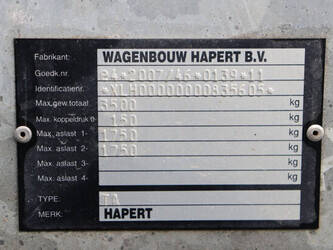 Fabrikant: WAGENBOUW HAPERT B.V.
Goedk.nr. e4*2007/46*0139*11
Identificatienr. *XLH00000000835605*
Max.gew.totaal 3500 kg
Max. koppeldruk 0- 150 kg
Max. aslast 1- 1750 kg
Max. aslast 2- 1750 kg
Max. aslast 3- kg
Max. aslast 4- kg
TYPE: TA
MERK: HAPERT